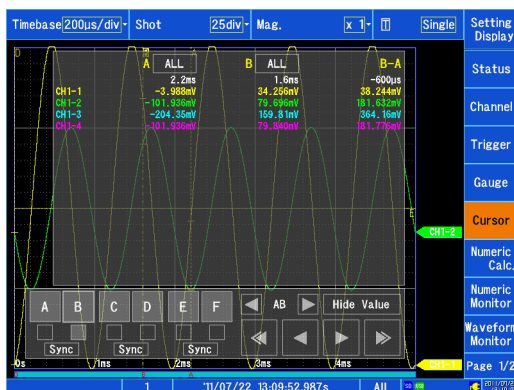 Timebase 200µs/div Shot 25div Mag. x 1 Single
Setting Display
Status
Channel
Trigger
Gauge
Cursor
Numeric Calc.
Numeric Monitor
Waveform Monitor
Page 1/2
A ALL B ALL B-A
2.2ms 1.6ms -600µs
CH1-1 -3.988mV 34.256mV 38.244mV
CH1-2 -101.936mV 79.696mV 181.632mV
CH1-3 -204.35mV 159.81mV 364.16mV
CH1-4 -101.936mV 79.840mV 181.776mV
CH1-2
A B C D E F AB Hide Value
Sync Sync Sync
0s 1ms 2ms 3ms 4ms CH1-1
B A
1 '11/07/22 13:09:52.987s All